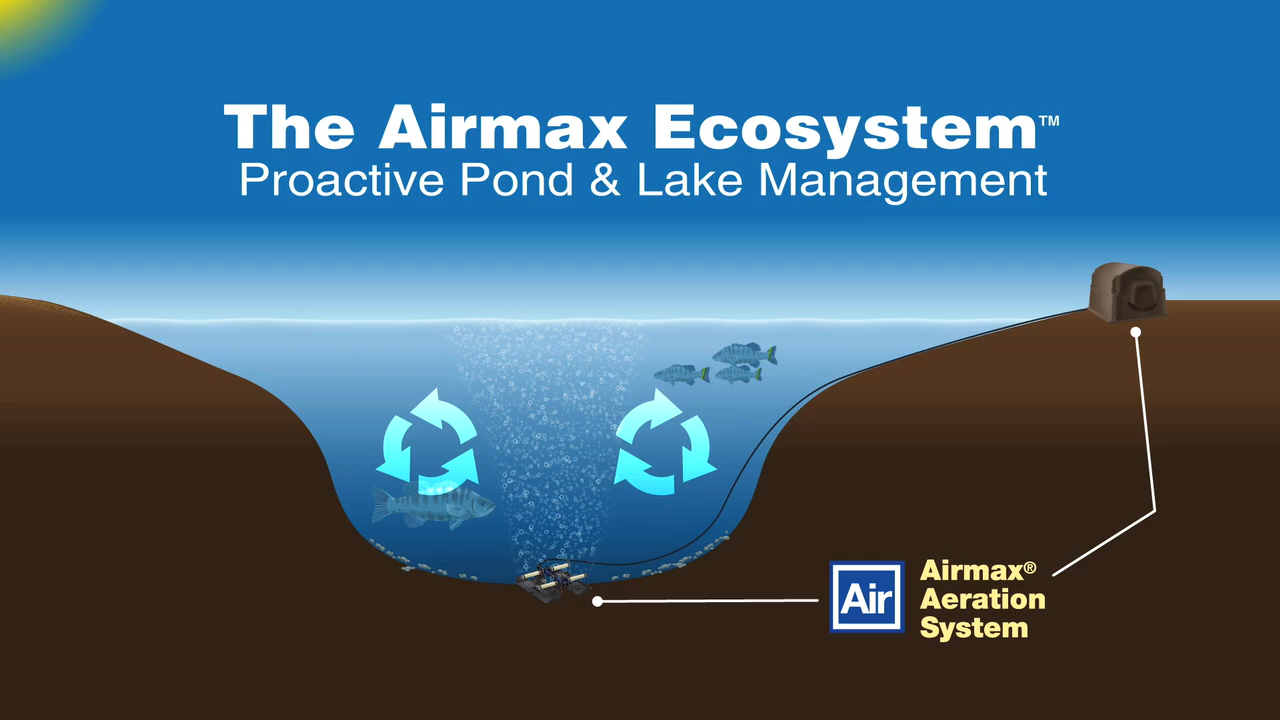 The Airmax Ecosystem™
Proactive Pond & Lake Management
Air
Airmax®
Aeration
System